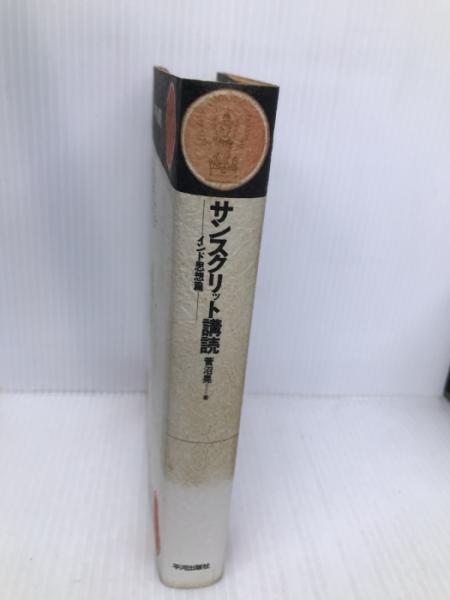 サンスクリット講読
インド思想篇
菅沼晃
平河出版社